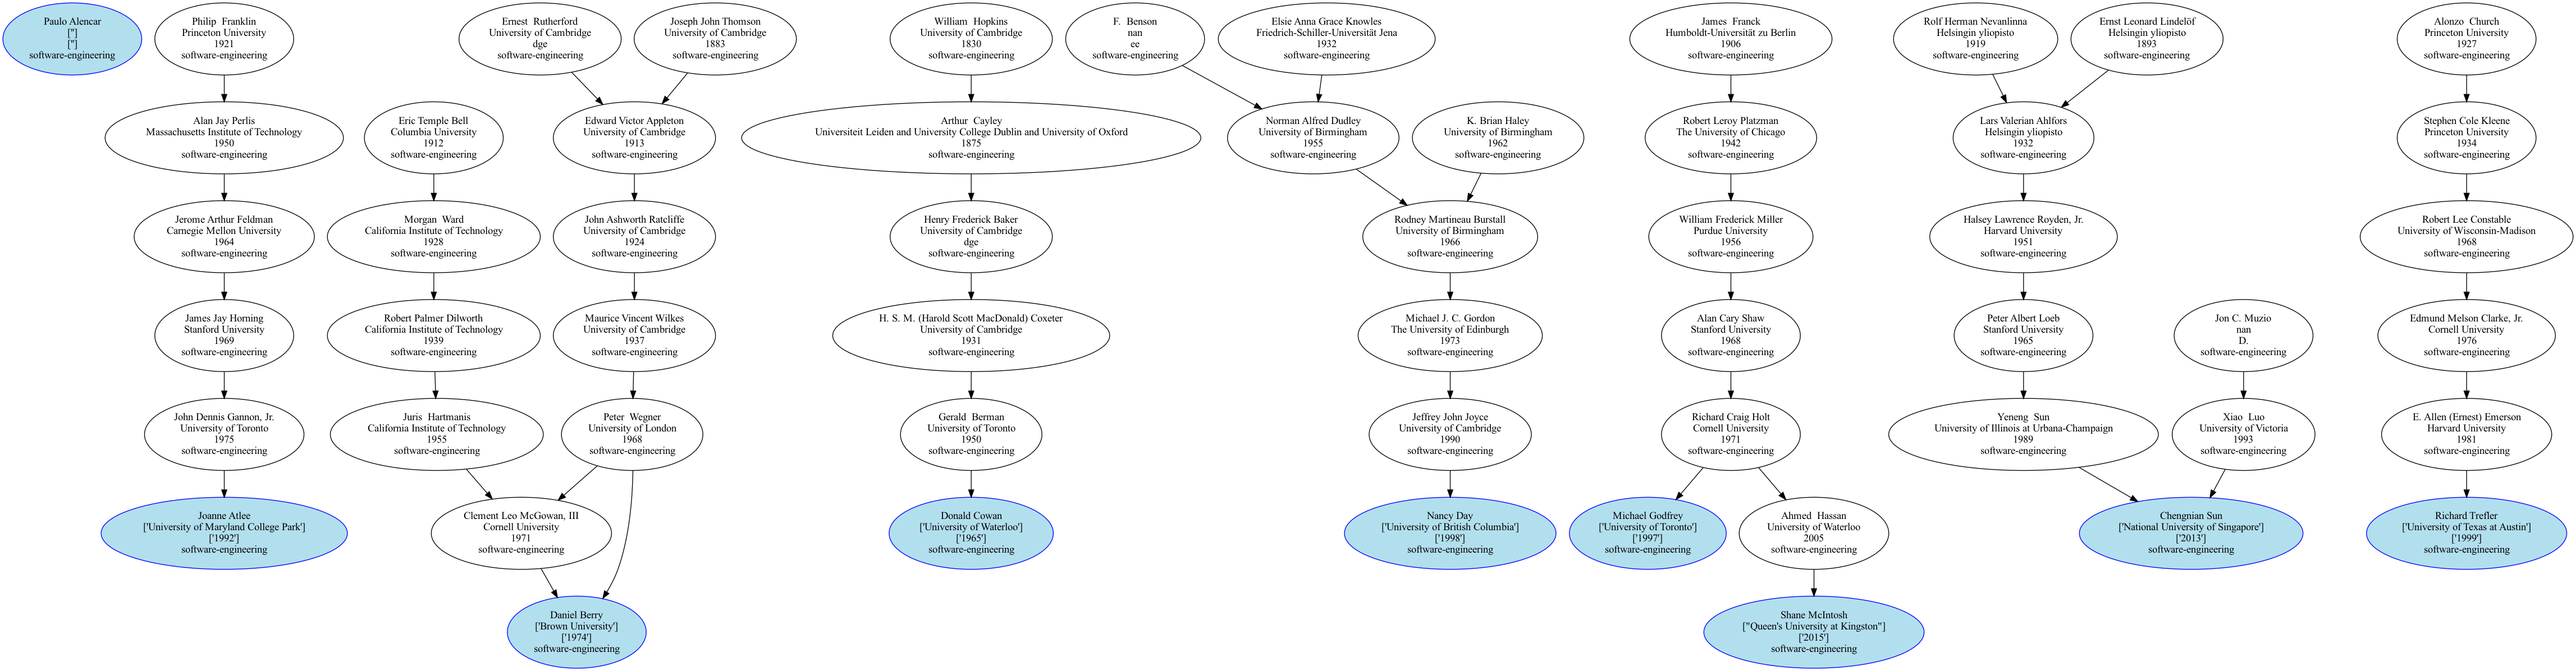 Paulo Alencar
['']
['']
software-engineering
Philip  Franklin
Princeton University
1921
software-engineering
Ernest  Rutherford
University of Cambridge
dge
software-engineering
Joseph John Thomson
University of Cambridge
1883
software-engineering
William  Hopkins
University of Cambridge
1830
software-engineering
F.  Benson
nan
ee
software-engineering
Elsie Anna Grace Knowles
Friedrich-Schiller-Universität Jena
1932
software-engineering
James  Franck
Humboldt-Universität zu Berlin
1906
software-engineering
Rolf Herman Nevanlinna
Helsingin yliopisto
1919
software-engineering
Ernst Leonard Lindelöf
Helsingin yliopisto
1893
software-engineering
Alonzo  Church
Princeton University
1927
software-engineering
Alan Jay Perlis
Massachusetts Institute of Technology
1950
software-engineering
Eric Temple Bell
Columbia University
1912
software-engineering
Edward Victor Appleton
University of Cambridge
1913
software-engineering
Arthur  Cayley
Universiteit Leiden and University College Dublin and University of Oxford
1875
software-engineering
Norman Alfred Dudley
University of Birmingham
1955
software-engineering
K. Brian Haley
University of Birmingham
1962
software-engineering
Robert Leroy Platzman
The University of Chicago
1942
software-engineering
Lars Valerian Ahlfors
Helsingin yliopisto
1932
software-engineering
Stephen Cole Kleene
Princeton University
1934
software-engineering
Jerome Arthur Feldman
Carnegie Mellon University
1964
software-engineering
Morgan  Ward
California Institute of Technology
1928
software-engineering
John Ashworth Ratcliffe
University of Cambridge
1924
software-engineering
Henry Frederick Baker
University of Cambridge
dge
software-engineering
Rodney Martineau Burstall
University of Birmingham
1966
software-engineering
William Frederick Miller
Purdue University
1956
software-engineering
Halsey Lawrence Royden, Jr.
Harvard University
1951
software-engineering
Robert Lee Constable
University of Wisconsin-Madison
1968
software-engineering
James Jay Horning
Stanford University
1969
software-engineering
Robert Palmer Dilworth
California Institute of Technology
1939
software-engineering
Maurice Vincent Wilkes
University of Cambridge
1937
software-engineering
H. S. M. (Harold Scott MacDonald) Coxeter
University of Cambridge
1931
software-engineering
Michael J. C. Gordon
The University of Edinburgh
1973
software-engineering
Alan Cary Shaw
Stanford University
1968
software-engineering
Peter Albert Loeb
Stanford University
1965
software-engineering
Jon C. Muzio
nan
D.
software-engineering
Edmund Melson Clarke, Jr.
Cornell University
1976
software-engineering
John Dennis Gannon, Jr.
University of Toronto
1975
software-engineering
Juris  Hartmanis
California Institute of Technology
1955
software-engineering
Peter  Wegner
University of London
1968
software-engineering
Gerald  Berman
University of Toronto
1950
software-engineering
Jeffrey John Joyce
University of Cambridge
1990
software-engineering
Richard Craig Holt
Cornell University
1971
software-engineering
Yeneng  Sun
University of Illinois at Urbana-Champaign
1989
software-engineering
Xiao  Luo
University of Victoria
1993
software-engineering
E. Allen (Ernest) Emerson
Harvard University
1981
software-engineering
Joanne Atlee
['University of Maryland College Park']
['1992']
software-engineering
Clement Leo McGowan, III
Cornell University
1971
software-engineering
Donald Cowan
['University of Waterloo']
['1965']
software-engineering
Nancy Day
['University of British Columbia']
['1998']
software-engineering
Michael Godfrey
['University of Toronto']
['1997']
software-engineering
Ahmed  Hassan
University of Waterloo
2005
software-engineering
Chengnian Sun
['National University of Singapore']
['2013']
software-engineering
Richard Trefler
['University of Texas at Austin']
['1999']
software-engineering
Daniel Berry
['Brown University']
['1974']
software-engineering
Shane McIntosh
["Queen's University at Kingston"]
['2015']
software-engineering